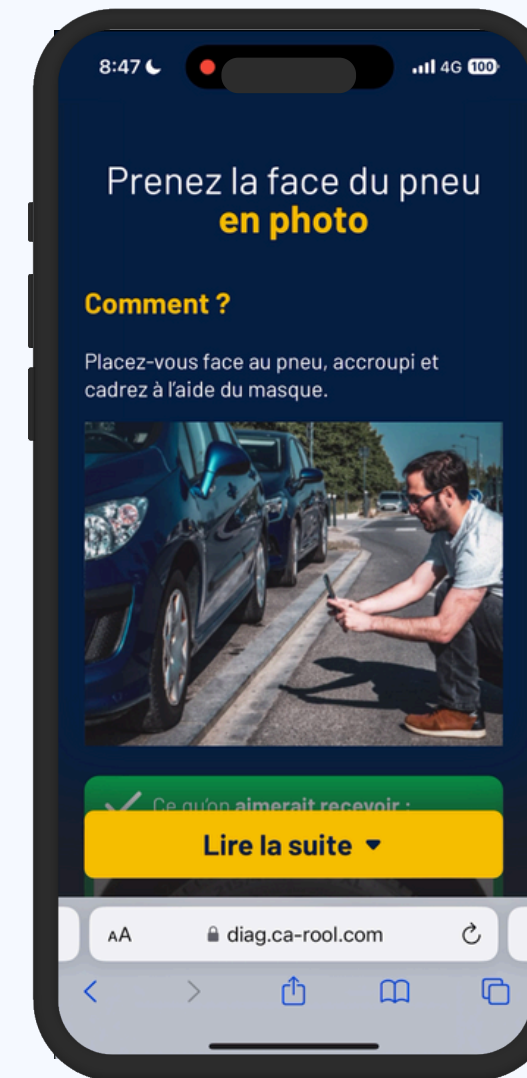 8:47
4G 100
Prenez la face du pneu
en photo
Comment ?
Placez-vous face au pneu, accroupi et
cadrez à l'aide du masque.
Ce qu'on aimerait recevoir :
Lire la suite
AA diag.ca-rool.com